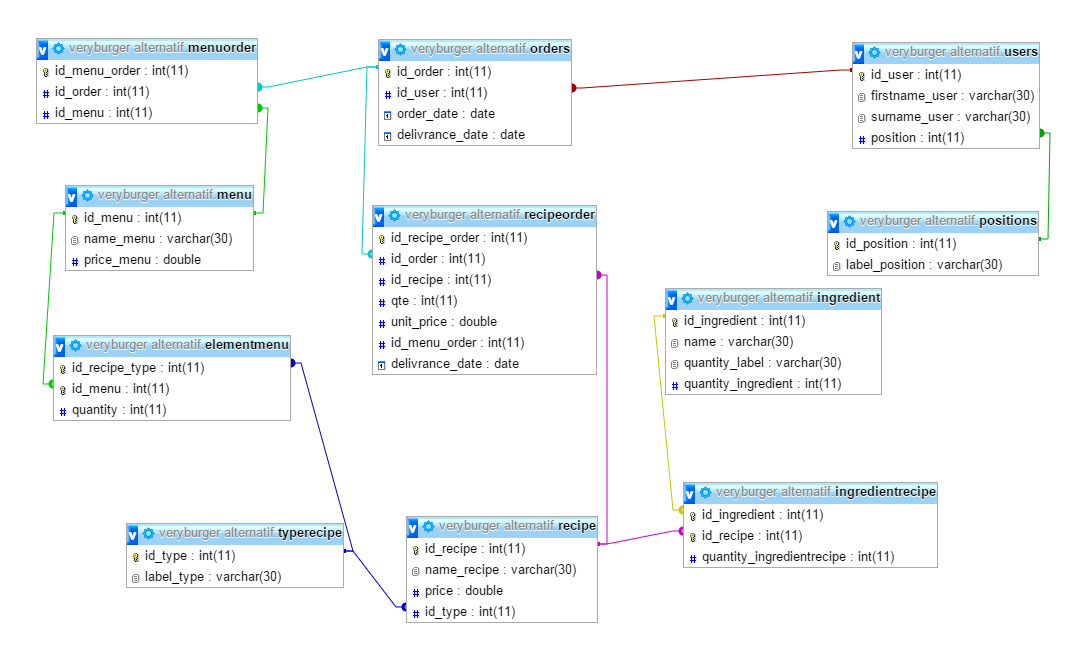 veryburger alternatif.menuorder
id_menu_order : int(11)
id_order : int(11)
id_menu : int(11)
veryburger alternatif.orders
id_order : int(11)
id_user : int(11)
order_date : date
delivrance_date : date
veryburger alternatif.users
id_user : int(11)
firstname_user : varchar(30)
surname_user : varchar(30)
position : int(11)
veryburger alternatif.menu
id_menu : int(11)
name_menu : varchar(30)
price_menu : double
veryburger alternatif.recipeorder
id_recipe_order : int(11)
id_order : int(11)
id_recipe : int(11)
qte : int(11)
unit_price : double
id_menu_order : int(11)
delivrance_date : date
veryburger alternatif.positions
id_position : int(11)
label_position : varchar(30)
veryburger alternatif.ingredient
id_ingredient : int(11)
name : varchar(30)
quantity_label : varchar(30)
quantity_ingredient : int(11)
veryburger alternatif.elementmenu
id_recipe_type : int(11)
id_menu : int(11)
quantity : int(11)
veryburger alternatif.typerecipe
id_type : int(11)
label_type : varchar(30)
veryburger alternatif.recipe
id_recipe : int(11)
name_recipe : varchar(30)
price : double
id_type : int(11)
veryburger alternatif.ingredientrecipe
id_ingredient : int(11)
id_recipe : int(11)
quantity_ingredientrecipe : int(11)